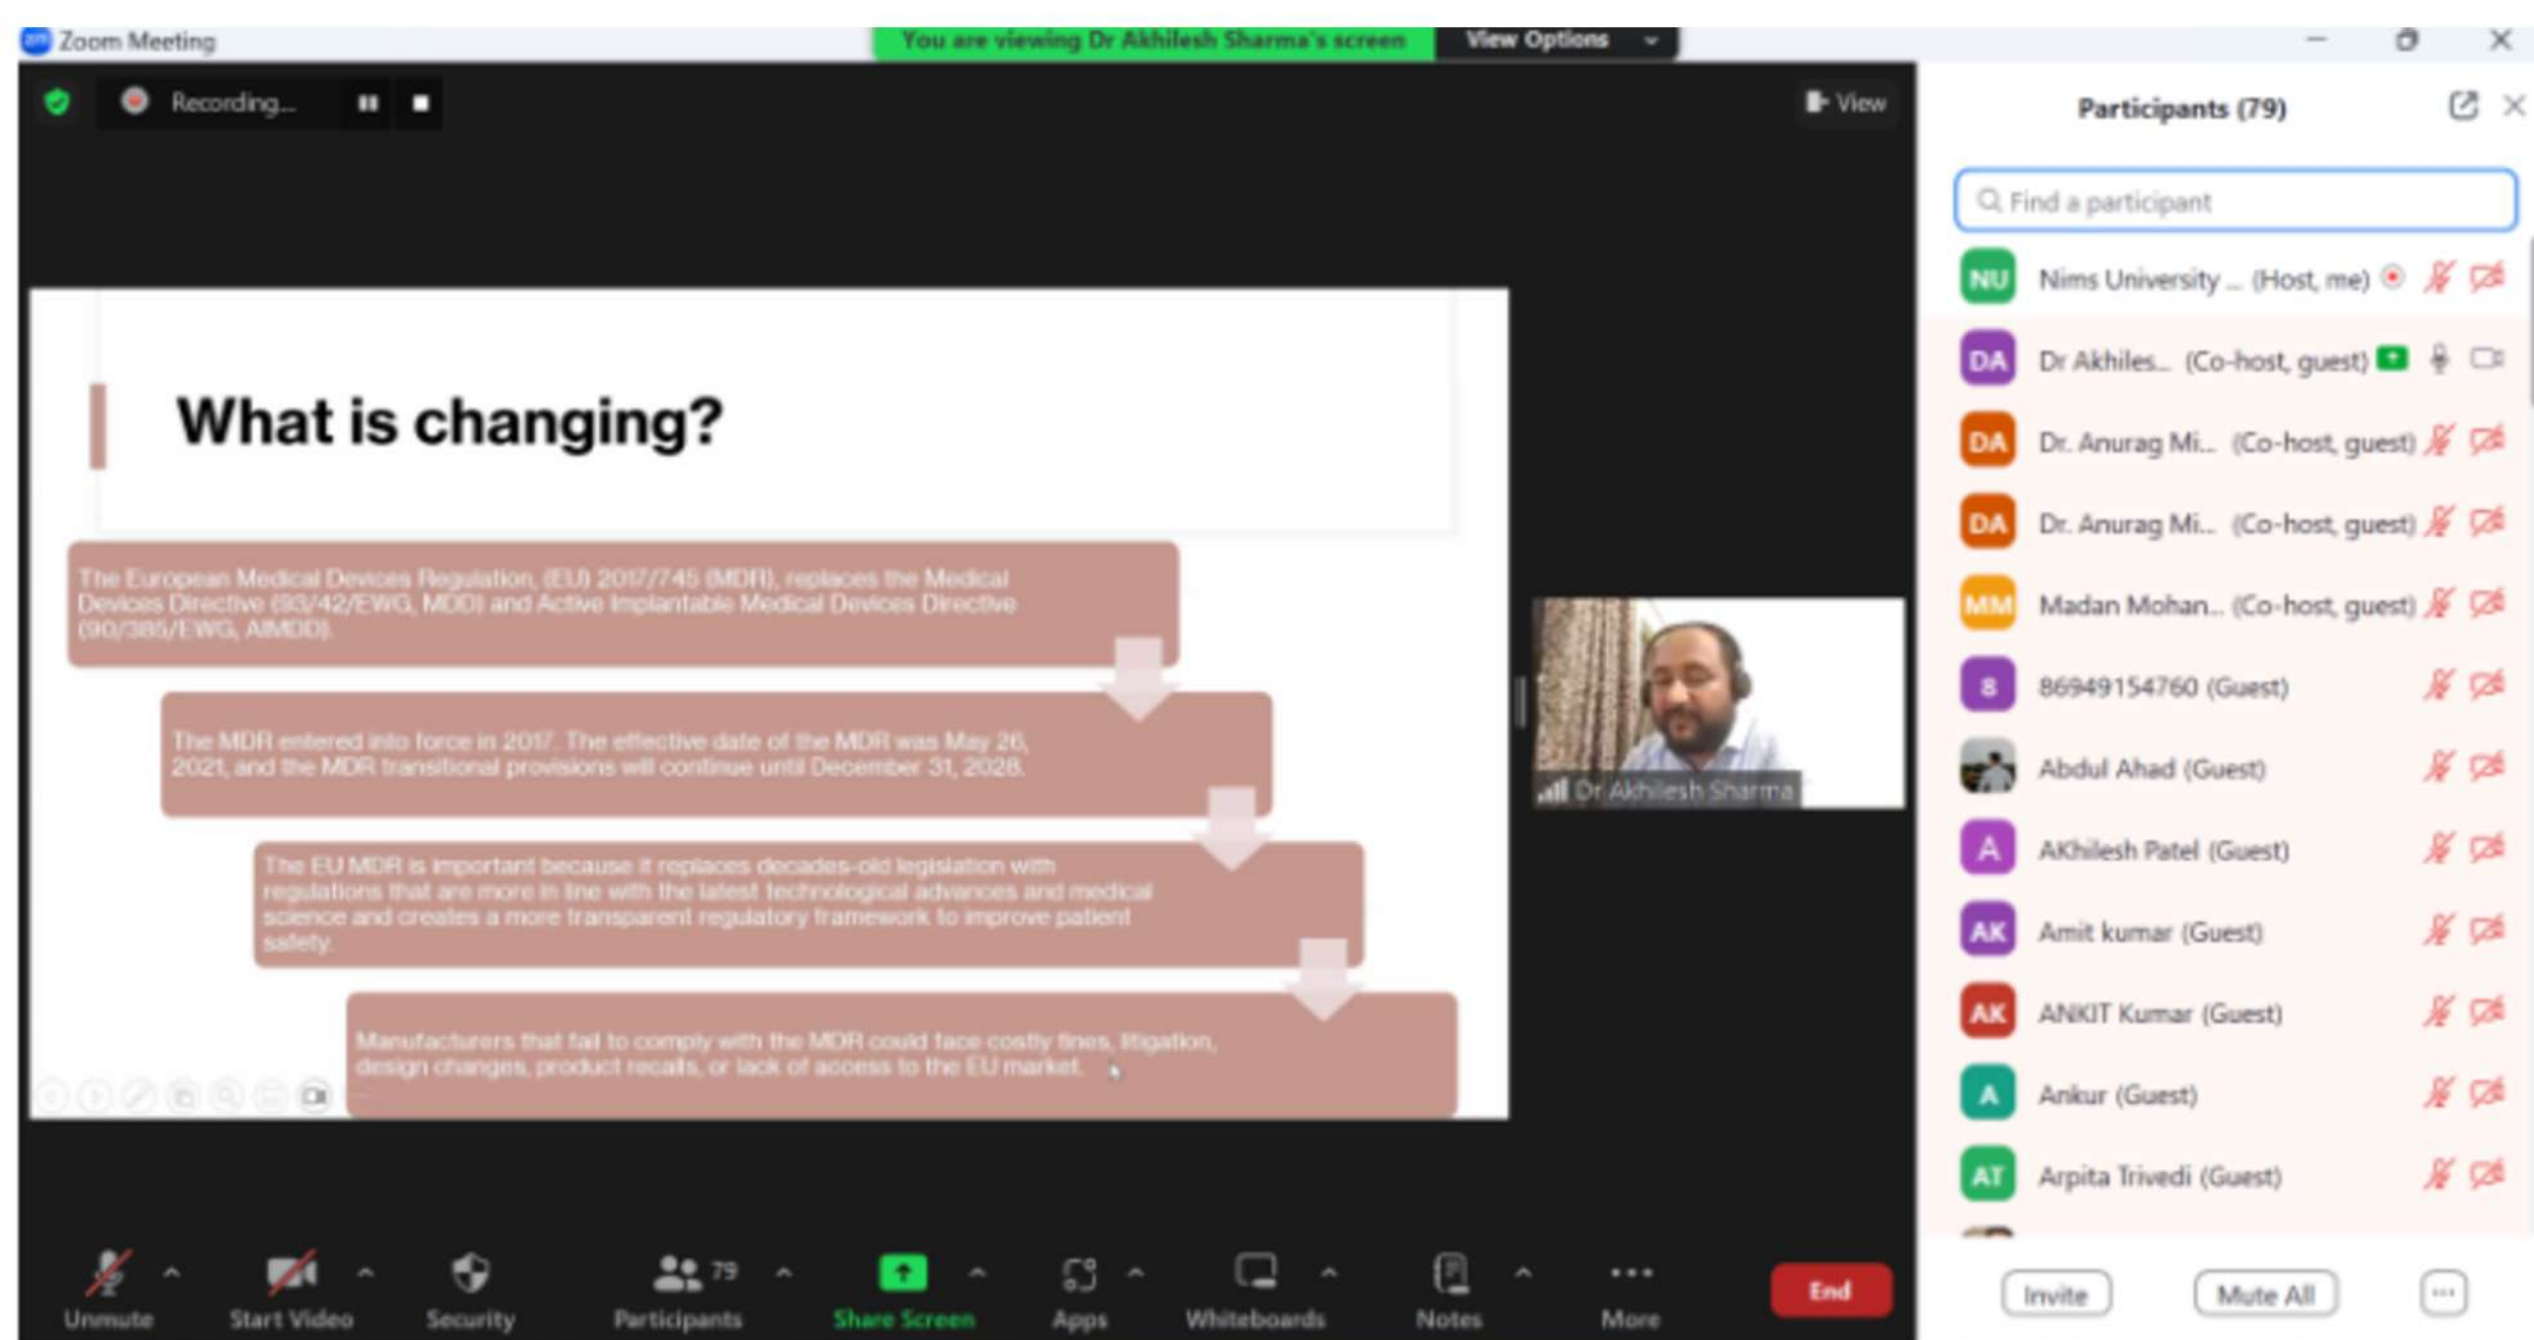 Zoom Meeting
You are viewing Dr Akhilesh Sharma's screen
View Options
Recording...
View
What is changing?
The European Medical Devices Regulation, (EU) 2017/745 (MDR), replaces the Medical
Devices Directive (93/42/EWG, MDD) and Active Implantable Medical Devices Directive
(90/385/EWG, AIMDD).
The MDR entered into force in 2017. The effective date of the MDR was May 26,
2021, and the MDR transitional provisions will continue until December 31, 2028.
The EU MDR is important because it replaces decades-old legislation with
regulations that are more in line with the latest technological advances and medical
science and creates a more transparent regulatory framework to improve patient
safety.
Manufacturers that fail to comply with the MDR could face costly fines, litigation,
design changes, product recalls, or lack of access to the EU market.
Dr Akhilesh Sharma
Participants (79)
Find a participant
NU Nims University ... (Host, me)
DA Dr Akhiles... (Co-host, guest)
DA Dr. Anurag Mi... (Co-host, guest)
DA Dr. Anurag Mi... (Co-host, guest)
MM Madan Mohan... (Co-host, guest)
8 86949154760 (Guest)
Abdul Ahad (Guest)
A AKhilesh Patel (Guest)
AK Amit kumar (Guest)
AK ANKIT Kumar (Guest)
A Ankur (Guest)
AT Arpita Trivedi (Guest)
Invite
Mute All
Unmute
Start Video
Security
Participants 79
Share Screen
Apps
Whiteboards
Notes
More
End